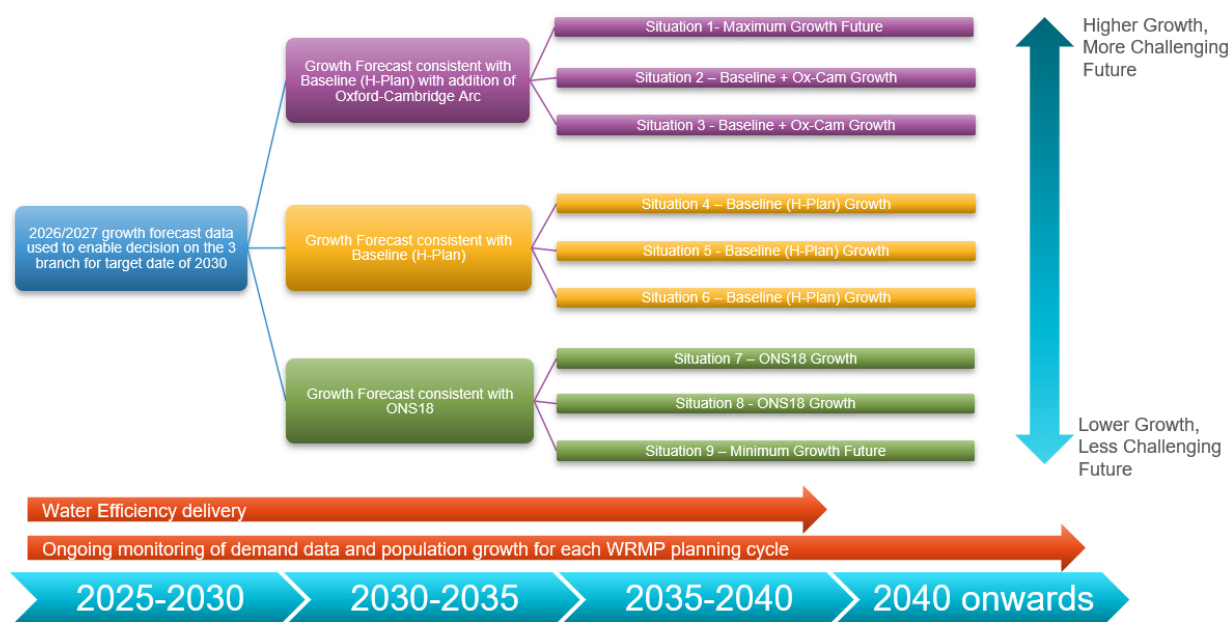 Situation 1- Maximum Growth Future
Higher Growth,
More Challenging
Future
Growth Forecast consistent with
Baseline (H-Plan) with addition of
Oxford-Cambridge Arc
Situation 2 – Baseline + Ox-Cam Growth
Situation 3 - Baseline + Ox-Cam Growth
2026/2027 growth forecast data
used to enable decision on the 3
branch for target date of 2030
Growth Forecast consistent with
Baseline (H-Plan)
Situation 4 – Baseline (H-Plan) Growth
Situation 5 - Baseline (H-Plan) Growth
Situation 6 – Baseline (H-Plan) Growth
Growth Forecast consistent with
ONS18
Situation 7 – ONS18 Growth
Situation 8 - ONS18 Growth
Situation 9 – Minimum Growth Future
Lower Growth,
Less Challenging
Future
Water Efficiency delivery
Ongoing monitoring of demand data and population growth for each WRMP planning cycle
2025-2030
2030-2035
2035-2040
2040 onwards